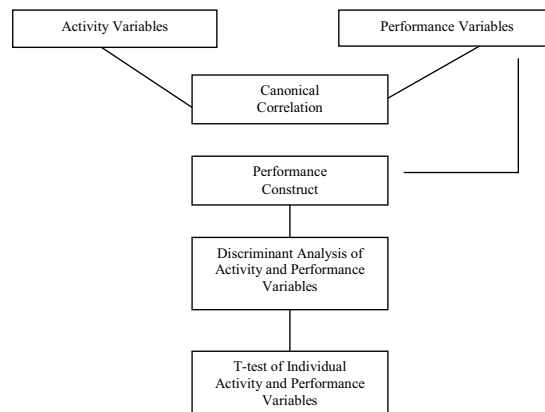 Activity Variables
Performance Variables
Canonical
Correlation
Performance
Construct
Discriminant Analysis of
Activity and Performance
Variables
T-test of Individual
Activity and Performance
Variables